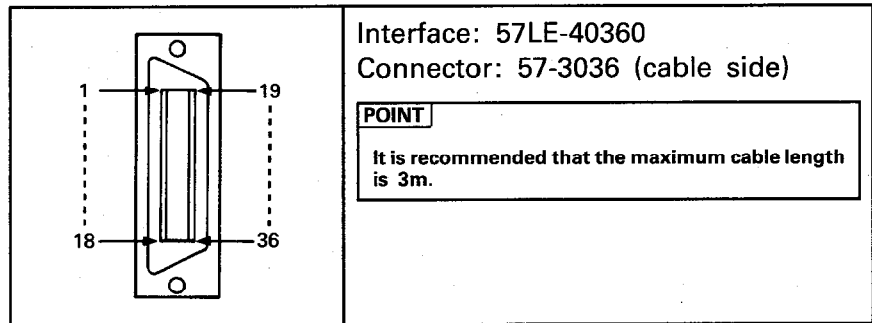 1
19
18
36
Interface: 57LE-40360
Connector: 57-3036 (cable side)
POINT
It is recommended that the maximum cable length
is 3m.